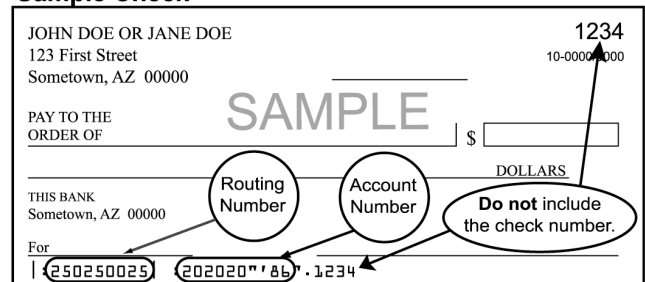 Sample Check
JOHN DOE OR JANE DOE
1234
123 First Street
10-0000/0000
Sometown, AZ 00000
SAMPLE
PAY TO THE
ORDER OF
$
DOLLARS
THIS BANK
Sometown, AZ 00000
Routing
Number
Account
Number
Do not include
the check number.
For
|:250250025| :202020"'86".1234